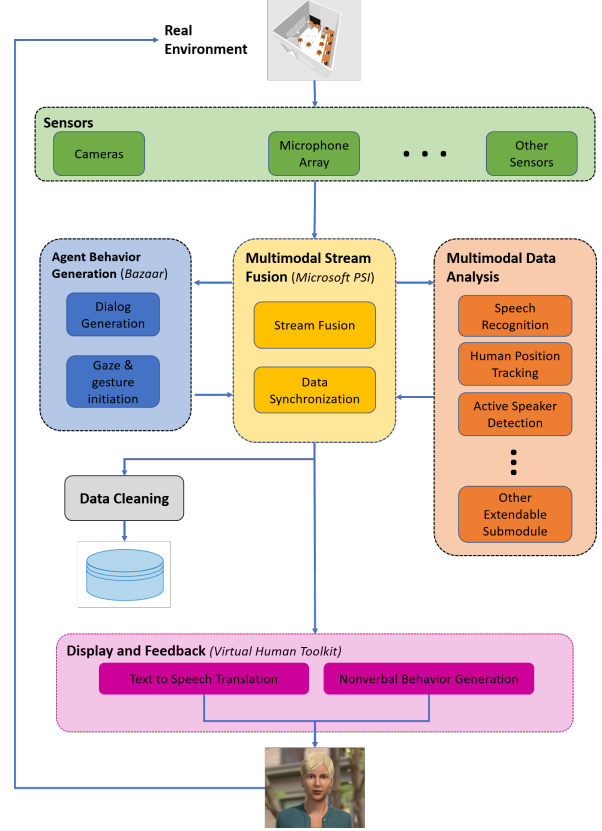 Real
Environment
Sensors
Cameras
Microphone
Array
Other
Sensors
Agent Behavior
Generation (Bazaar)
Dialog
Generation
Gaze &
gesture
initiation
Multimodal Stream
Fusion (Microsoft PSI)
Stream Fusion
Data
Synchronization
Multimodal Data
Analysis
Speech
Recognition
Human Position
Tracking
Active Speaker
Detection
Other
Extendable
Submodule
Data Cleaning
Display and Feedback (Virtual Human Toolkit)
Text to Speech Translation
Nonverbal Behavior Generation